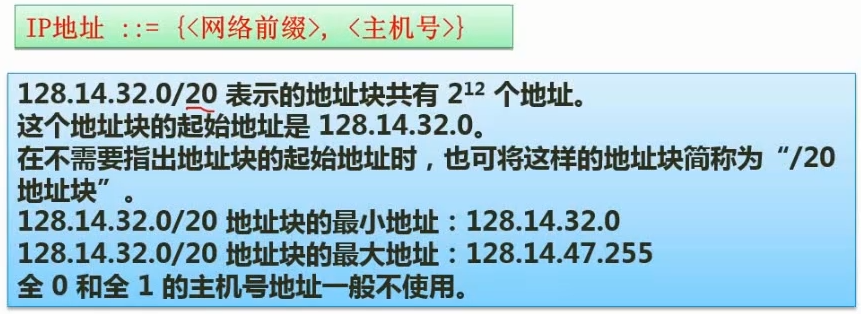 IP地址 ::= {<网络前缀>, <主机号>}
128.14.32.0/20 表示的地址块共有 2¹² 个地址。
这个地址块的起始地址是 128.14.32.0。
在不需要指出地址块的起始地址时，也可将这样的地址块简称为“/20
地址块”。
128.14.32.0/20 地址块的最小地址：128.14.32.0
128.14.32.0/20 地址块的最大地址：128.14.47.255
全 0 和全 1 的主机号地址一般不使用。